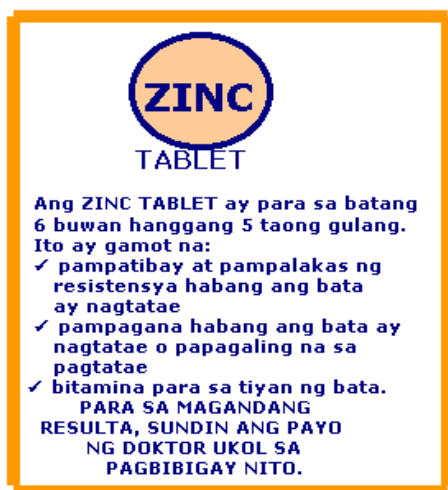 ZINC
TABLET
Ang ZINC TABLET ay para sa batang
6 buwan hanggang 5 taong gulang.
Ito ay gamot na:
✓ pampatibay at pampalakas ng
resistensya habang ang bata
ay nagtatae
✓ pampagana habang ang bata ay
nagtatae o papagaling na sa
pagtatae
✓ bitamina para sa tiyan ng bata.
PARA SA MAGANDANG
RESULTA, SUNDIN ANG PAYO
NG DOKTOR UKOL SA
PAGBIBIGAY NITO.